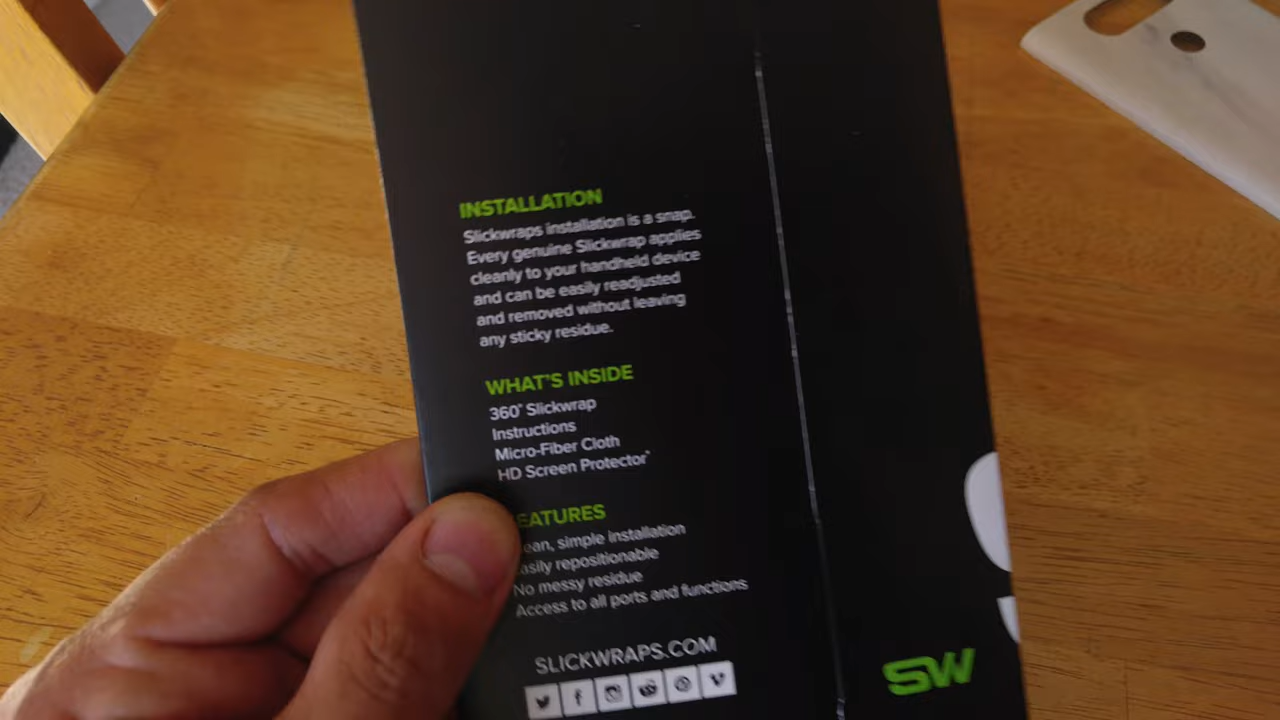 INSTALLATION
Slickwraps installation is a snap.
Every genuine Slickwrap applies
cleanly to your handheld device
and can be easily readjusted
and removed without leaving
any sticky residue.
WHAT'S INSIDE
360° Slickwrap
Instructions
Micro-Fiber Cloth
HD Screen Protector*
EATURES
ean, simple installation
asily repositionable
No messy residue
Access to all ports and functions
SLICKWRAPS.COM
SW